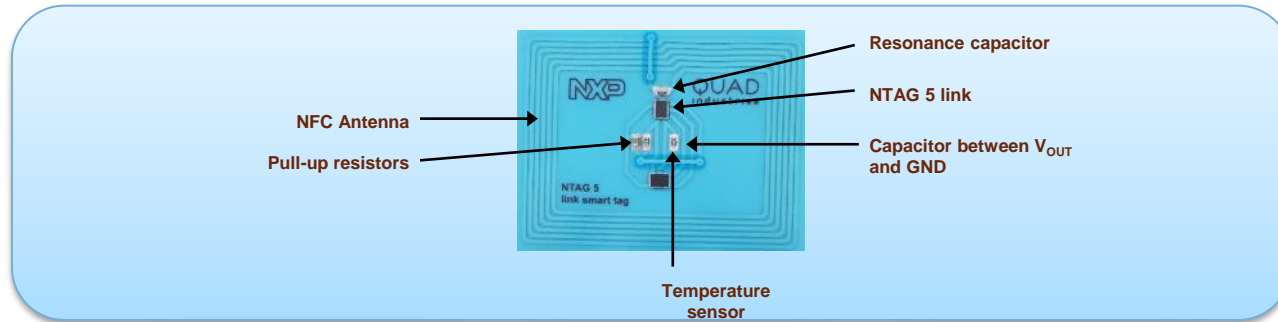 Resonance capacitor
NXP
QUAD
industries
NTAG 5 link
NFC Antenna
Capacitor between VOUT
and GND
Pull-up resistors
NTAG 5
link smart tag
Temperature
sensor